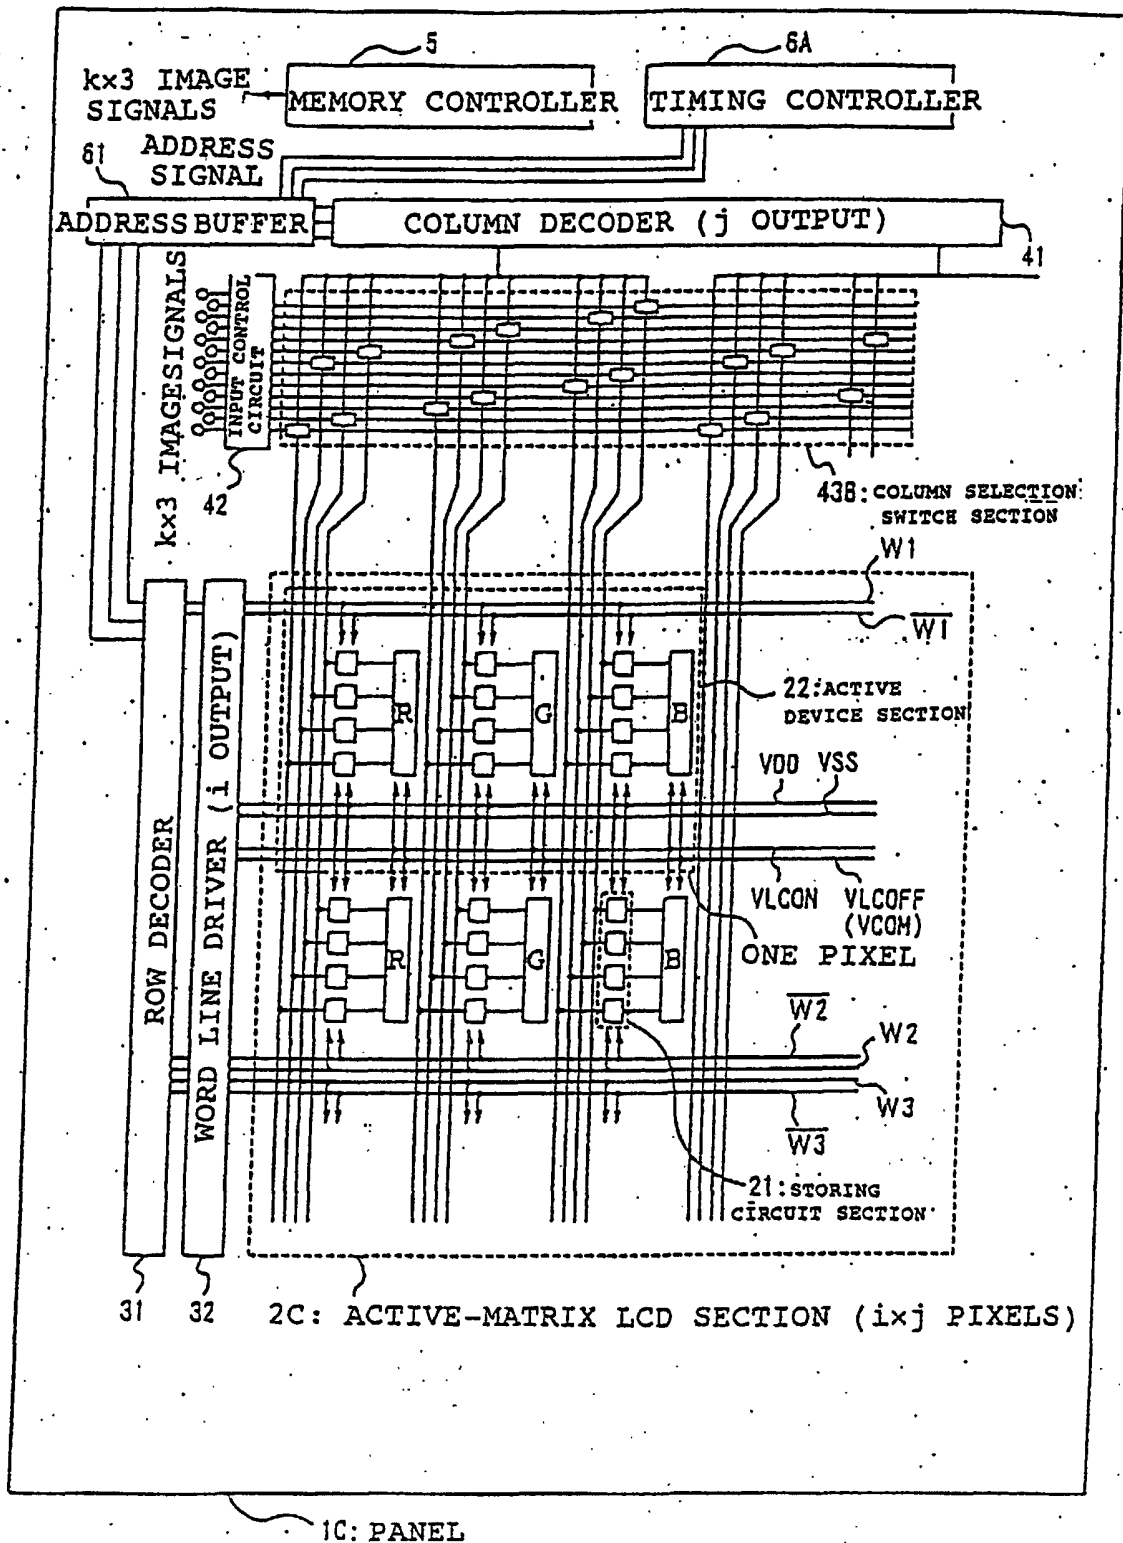 5
6A
k×3 IMAGE
SIGNALS
MEMORY CONTROLLER
TIMING CONTROLLER
ADDRESS
SIGNAL
61
ADDRESS BUFFER
COLUMN DECODER (j OUTPUT)
41
k×3 IMAGE SIGNALS
INPUT CONTROL
CIRCUIT
42
43B: COLUMN SELECTION
SWITCH SECTION
W1
W1
22: ACTIVE
DEVICE SECTION
R
G
B
VDD
VSS
VLCON
VLCOFF
(VCOM)
ONE PIXEL
R
G
B
ROW DECODER
WORD LINE DRIVER (i OUTPUT)
W2
W2
W3
W3
21: STORING
CIRCUIT SECTION
31
32
2C: ACTIVE-MATRIX LCD SECTION (i×j PIXELS)
1C: PANEL